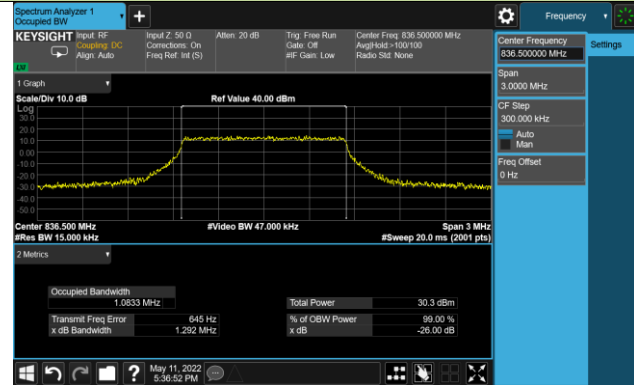 Spectrum Analyzer 1
Occupied BW
Frequency
KEYSIGHT
Input: RF
Coupling: DC
Align: Auto
Input Z: 50 Ω
Corrections: On
Freq Ref: Int (S)
Atten: 20 dB
Trig: Free Run
Gate: Off
#IF Gain: Low
Center Freq: 836.500000 MHz
Avg|Hold:>100/100
Radio Std: None
Center Frequency
836.500000 MHz
Settings
Span
3.0000 MHz
CF Step
300.000 kHz
Auto
Man
Freq Offset
0 Hz
1 Graph
Scale/Div 10.0 dB
Ref Value 40.00 dBm
Log
30.0
20.0
10.0
0.00
-10.0
-20.0
-30.0
-40.0
-50.0
Center 836.500 MHz
#Video BW 47.000 kHz
Span 3 MHz
#Res BW 15.000 kHz
#Sweep 20.0 ms (2001 pts)
2 Metrics
Occupied Bandwidth
1.0833 MHz
Total Power
30.3 dBm
Transmit Freq Error
645 Hz
% of OBW Power
99.00 %
x dB Bandwidth
1.292 MHz
x dB
-26.00 dB
?
May 11, 2022
5:36:52 PM